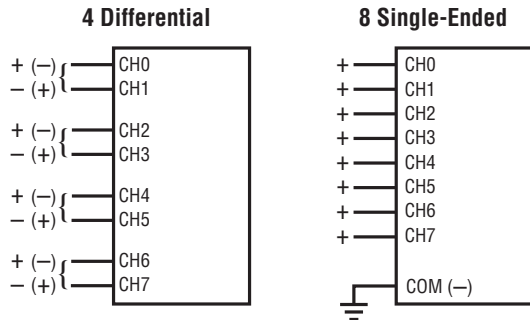 4 Differential
+ (−) { CH0
− (+) CH1
+ (−) { CH2
− (+) CH3
+ (−) { CH4
− (+) CH5
+ (−) { CH6
− (+) CH7
8 Single-Ended
+ CH0
+ CH1
+ CH2
+ CH3
+ CH4
+ CH5
+ CH6
+ CH7
COM (−)